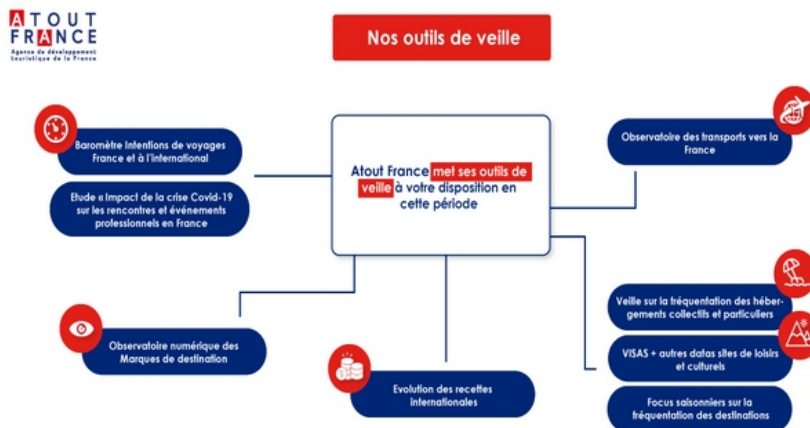 ATOUT
FRANCE
Agence de développement
touristique de la France
Nos outils de veille
Baromètre Intentions de voyages
France et à l'international
Etude « Impact de la crise Covid-19
sur les rencontres et événements
professionnels en France
Atout France met ses outils de
veille à votre disposition en
cette période
Observatoire des transports vers la
France
Observatoire numérique des
Marques de destination
Evolution des recettes
internationales
Veille sur la fréquentation des héber-
gements collectifs et particuliers
VISAS + autres datas sites de loisirs
et culturels
Focus saisonniers sur la
fréquentation des destinations